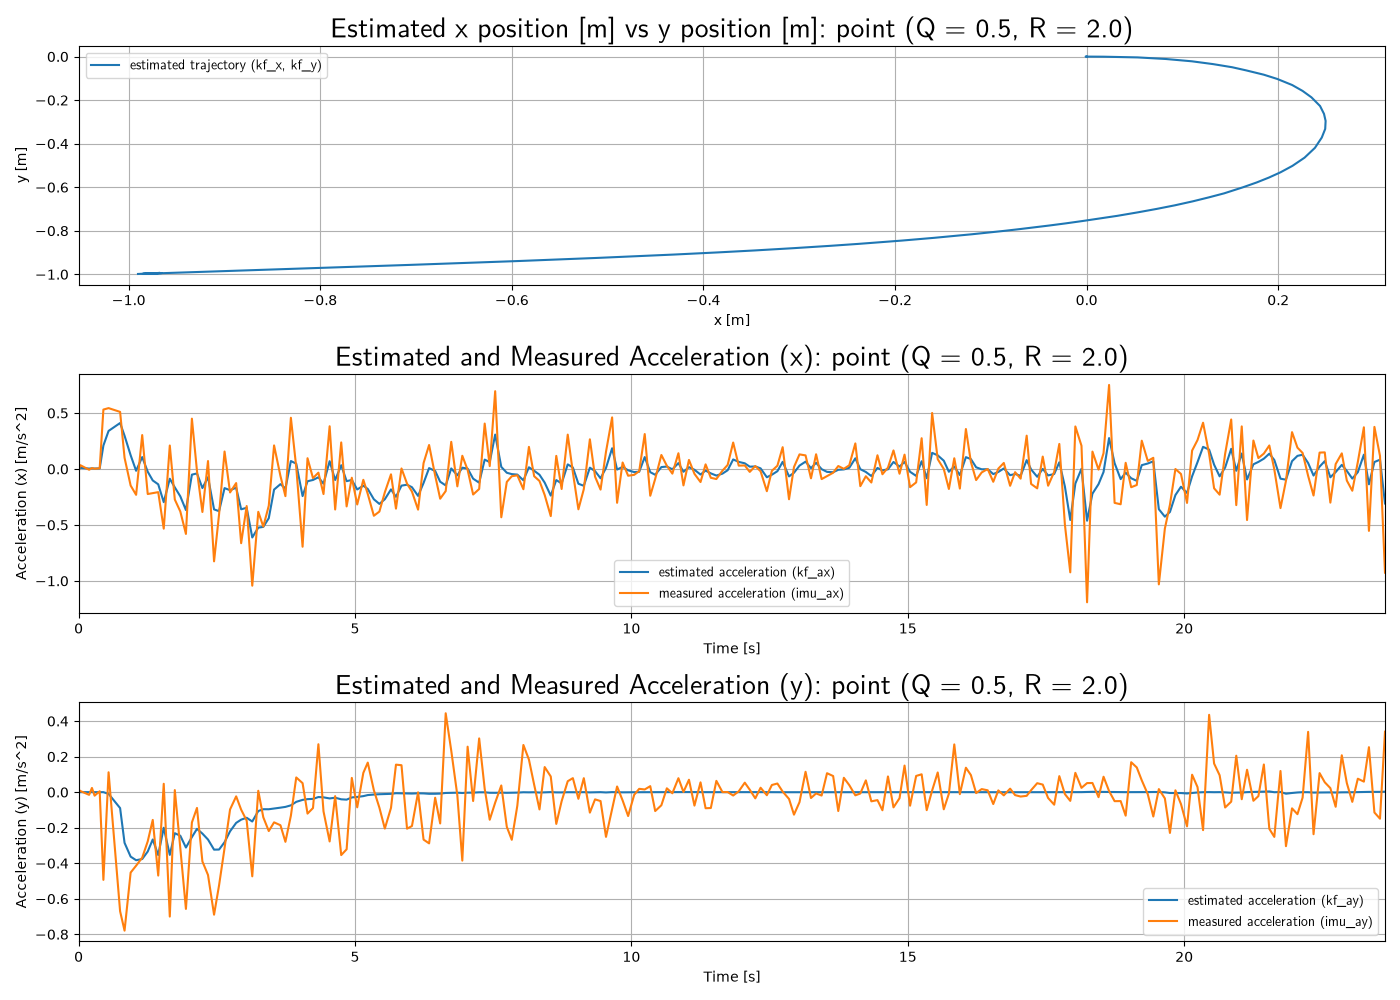 Estimated x position [m] vs y position [m]: point (Q = 0.5, R = 2.0)
0.0
−0.2
−0.4
−0.6
−0.8
−1.0
y [m]
estimated trajectory (kf_x, kf_y)
−1.0 −0.8 −0.6 −0.4 −0.2 0.0 0.2
x [m]
Estimated and Measured Acceleration (x): point (Q = 0.5, R = 2.0)
0.5
0.0
−0.5
−1.0
Acceleration (x) [m/s^2]
estimated acceleration (kf_ax)
measured acceleration (imu_ax)
0 5 10 15 20
Time [s]
Estimated and Measured Acceleration (y): point (Q = 0.5, R = 2.0)
0.4
0.2
0.0
−0.2
−0.4
−0.6
−0.8
Acceleration (y) [m/s^2]
estimated acceleration (kf_ay)
measured acceleration (imu_ay)
0 5 10 15 20
Time [s]